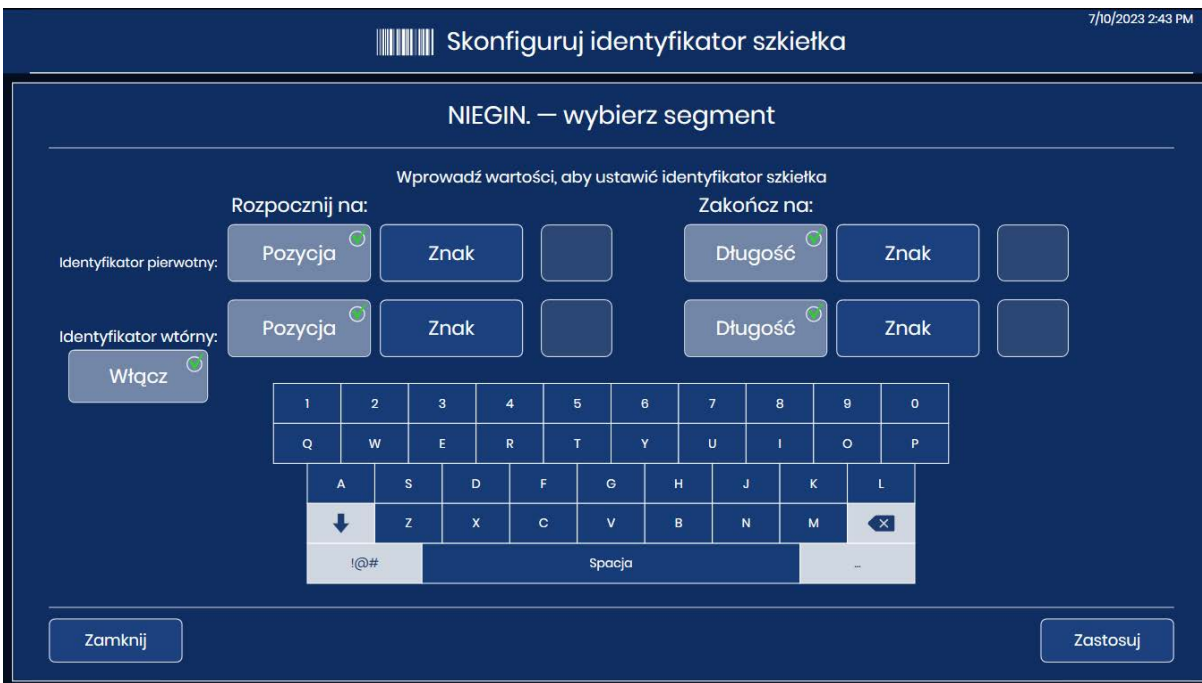 7/10/2023 2:43 PM
Skonfiguruj identyfikator szkiełka
NIEGIN. — wybierz segment
Wprowadź wartości, aby ustawić identyfikator szkiełka
Rozpocznij na: Zakończ na:
Identyfikator pierwotny: Pozycja Znak Długość Znak
Identyfikator wtórny: Pozycja Znak Długość Znak
Włącz
1 2 3 4 5 6 7 8 9 0
Q W E R T Y U I O P
A S D F G H J K L
Z X C V B N M
!@# Spacja ...
Zamknij Zastosuj